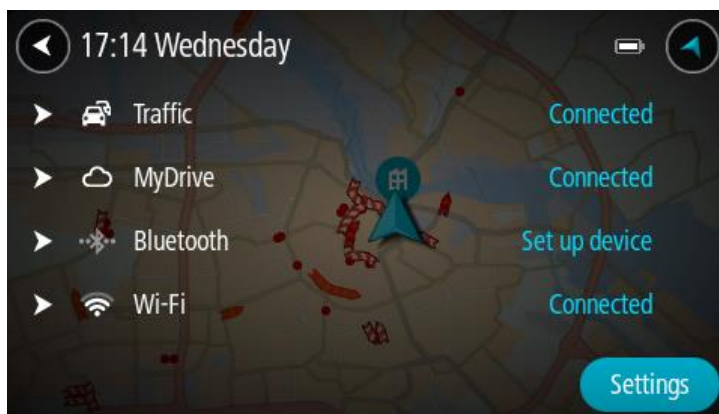 17:14 Wednesday
Traffic Connected
MyDrive Connected
Bluetooth Set up device
Wi-Fi Connected
Settings